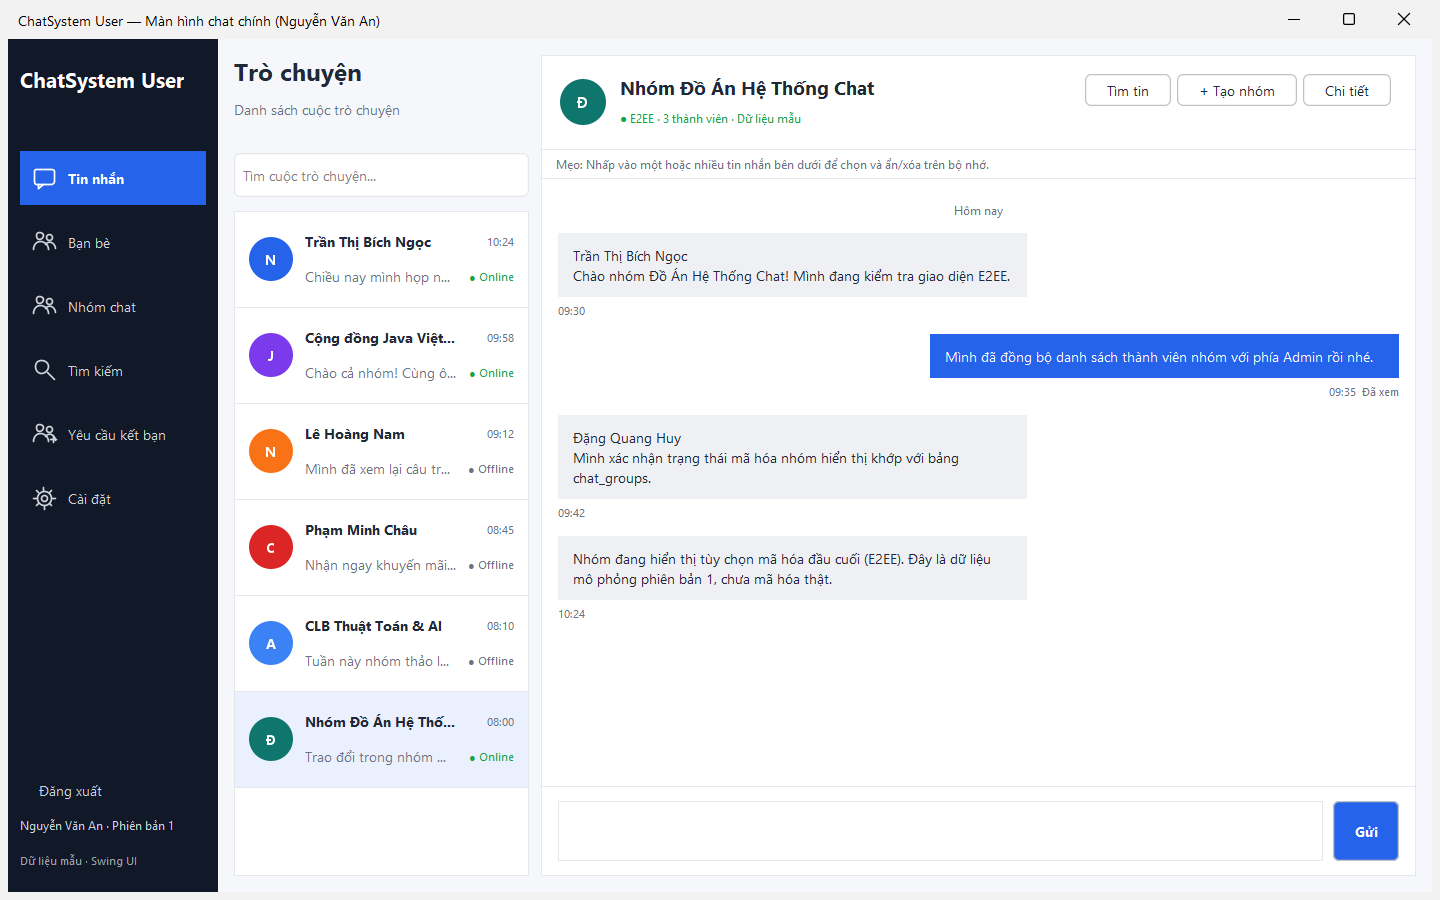 ChatSystem User — Màn hình chat chính (Nguyễn Văn An)
ChatSystem User
Tin nhắn
Bạn bè
Nhóm chat
Tìm kiếm
Yêu cầu kết bạn
Cài đặt
Đăng xuất
Nguyễn Văn An · Phiên bản 1
Dữ liệu mẫu · Swing UI
Trò chuyện
Danh sách cuộc trò chuyện
Tìm cuộc trò chuyện...
N
Trần Thị Bích Ngọc
10:24
Chiều nay mình họp n...
● Online
J
Cộng đồng Java Việt...
09:58
Chào cả nhóm! Cùng ô...
● Online
N
Lê Hoàng Nam
09:12
Mình đã xem lại câu tr...
● Offline
C
Phạm Minh Châu
08:45
Nhận ngay khuyến mãi...
● Offline
A
CLB Thuật Toán & AI
08:10
Tuần này nhóm thảo l...
● Offline
Đ
Nhóm Đồ Án Hệ Thố...
08:00
Trao đổi trong nhóm ...
● Online
Đ
Nhóm Đồ Án Hệ Thống Chat
● E2EE · 3 thành viên · Dữ liệu mẫu
Tìm tin
+ Tạo nhóm
Chi tiết
Mẹo: Nhấp vào một hoặc nhiều tin nhắn bên dưới để chọn và ẩn/xóa trên bộ nhớ.
Hôm nay
Trần Thị Bích Ngọc
Chào nhóm Đồ Án Hệ Thống Chat! Mình đang kiểm tra giao diện E2EE.
09:30
Mình đã đồng bộ danh sách thành viên nhóm với phía Admin rồi nhé.
09:35 Đã xem
Đặng Quang Huy
Mình xác nhận trạng thái mã hóa nhóm hiển thị khớp với bảng
chat_groups.
09:42
Nhóm đang hiển thị tùy chọn mã hóa đầu cuối (E2EE). Đây là dữ liệu
mô phỏng phiên bản 1, chưa mã hóa thật.
10:24
Gửi